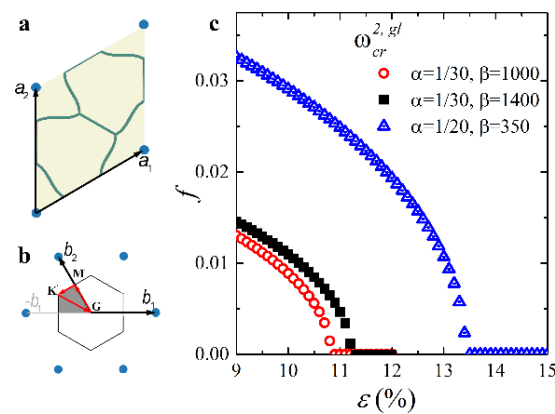 a
a₂
a₁
b
b₂
M
K
-b₁
G
b₁
c
ω_cr^{2, gl}
α=1/30, β=1000
α=1/30, β=1400
α=1/20, β=350
f
0.03
0.02
0.01
0.00
9 10 11 12 13 14 15
ε (%)